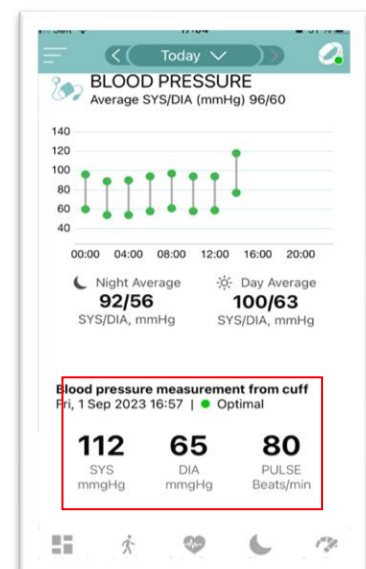 17:04
Today
BLOOD PRESSURE
Average SYS/DIA (mmHg) 96/60
140
120
100
80
60
40
00:00 04:00 08:00 12:00 16:00 20:00
Night Average Day Average
92/56 100/63
SYS/DIA, mmHg SYS/DIA, mmHg
Blood pressure measurement from cuff
Fri, 1 Sep 2023 16:57 | Optimal
112 65 80
SYS DIA PULSE
mmgHg mmgHg Beats/min